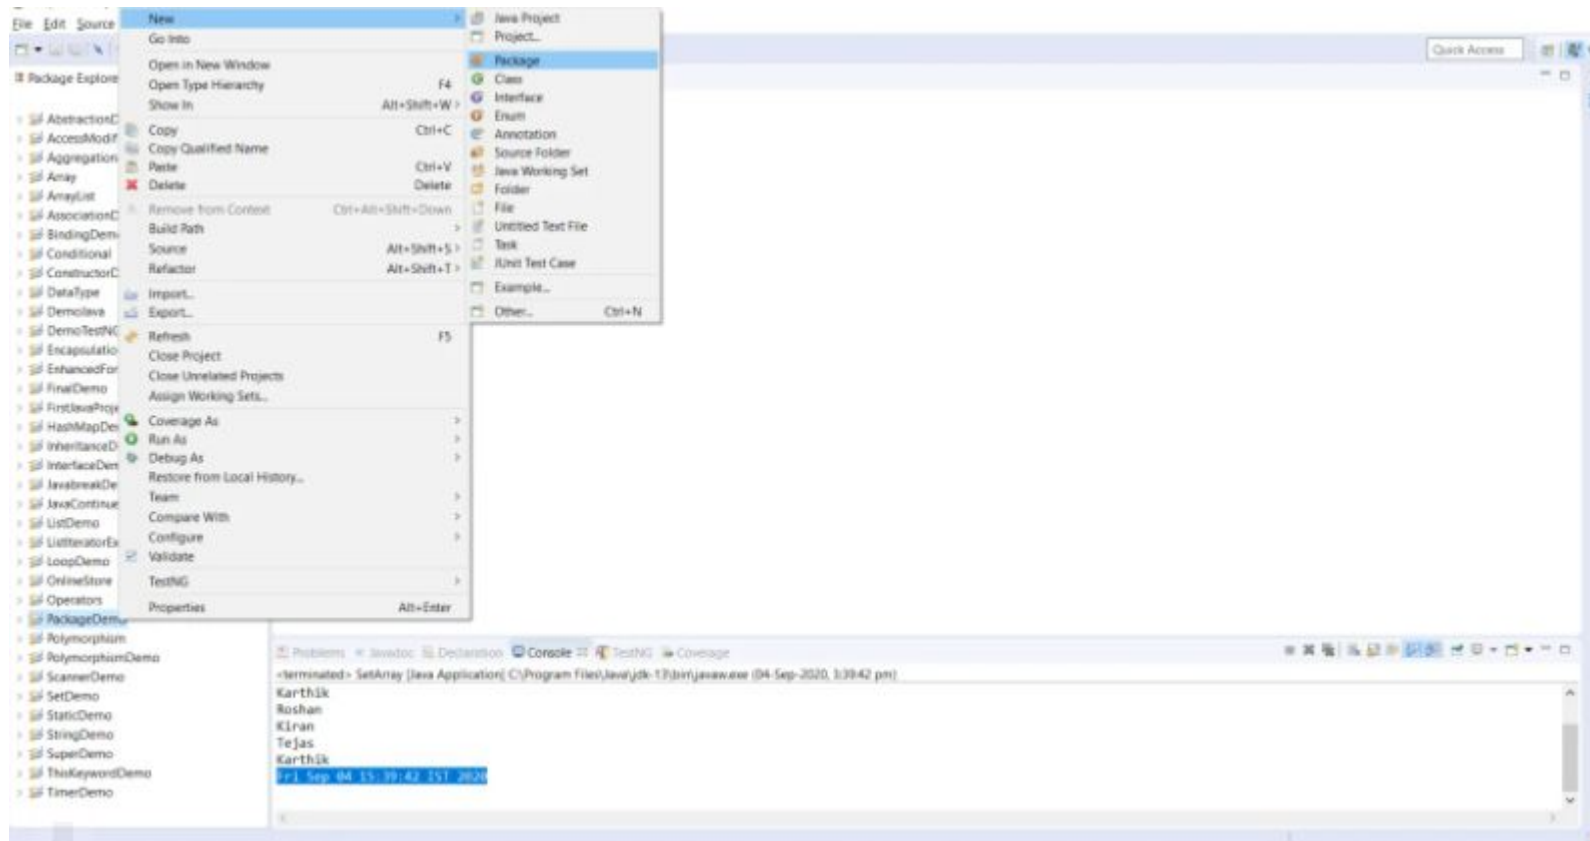 File Edit Source
Quick Access
Package Explore
AbstractionD
AccessModif
Aggregation
Array
ArrayList
AssociationD
BindingDem
Conditional
ConstructorD
DataType
DemoJava
DemoTestNG
Encapsulatio
EnhancedFor
FinalDemo
FirstJavaProje
HashMapDe
InheritanceD
InterfaceDem
JavabreakDe
JavaContinue
ListDemo
ListIteratorEx
LoopDemo
OnlineStore
Operators
PackageDemo
Polymorphism
PolymorphismDemo
ScannerDemo
SetDemo
StaticDemo
StringDemo
SuperDemo
ThisKeywordDemo
TimerDemo
New
Go Into
Open in New Window
Open Type Hierarchy F4
Show In Alt+Shift+W
Copy Ctrl+C
Copy Qualified Name
Paste Ctrl+V
Delete Delete
Remove from Context Ctrl+Alt+Shift+Down
Build Path
Source Alt+Shift+S
Refactor Alt+Shift+T
Import...
Export...
Refresh F5
Close Project
Close Unrelated Projects
Assign Working Sets...
Coverage As
Run As
Debug As
Restore from Local History...
Team
Compare With
Configure
Validate
TestNG
Properties Alt+Enter
Java Project
Project...
Package
Class
Interface
Enum
Annotation
Source Folder
Java Working Set
Folder
File
Untitled Text File
Task
JUnit Test Case
Example...
Other... Ctrl+N
Problems Javadoc Declaration Console TestNG Coverage
<terminated> SetArray [Java Application] C:\Program Files\Java\jdk-13\bin\javaw.exe (04-Sep-2020, 3:39:42 pm)
Karthik
Roshan
Kiran
Tejas
Karthik
Fri Sep 04 15:39:42 IST 2020